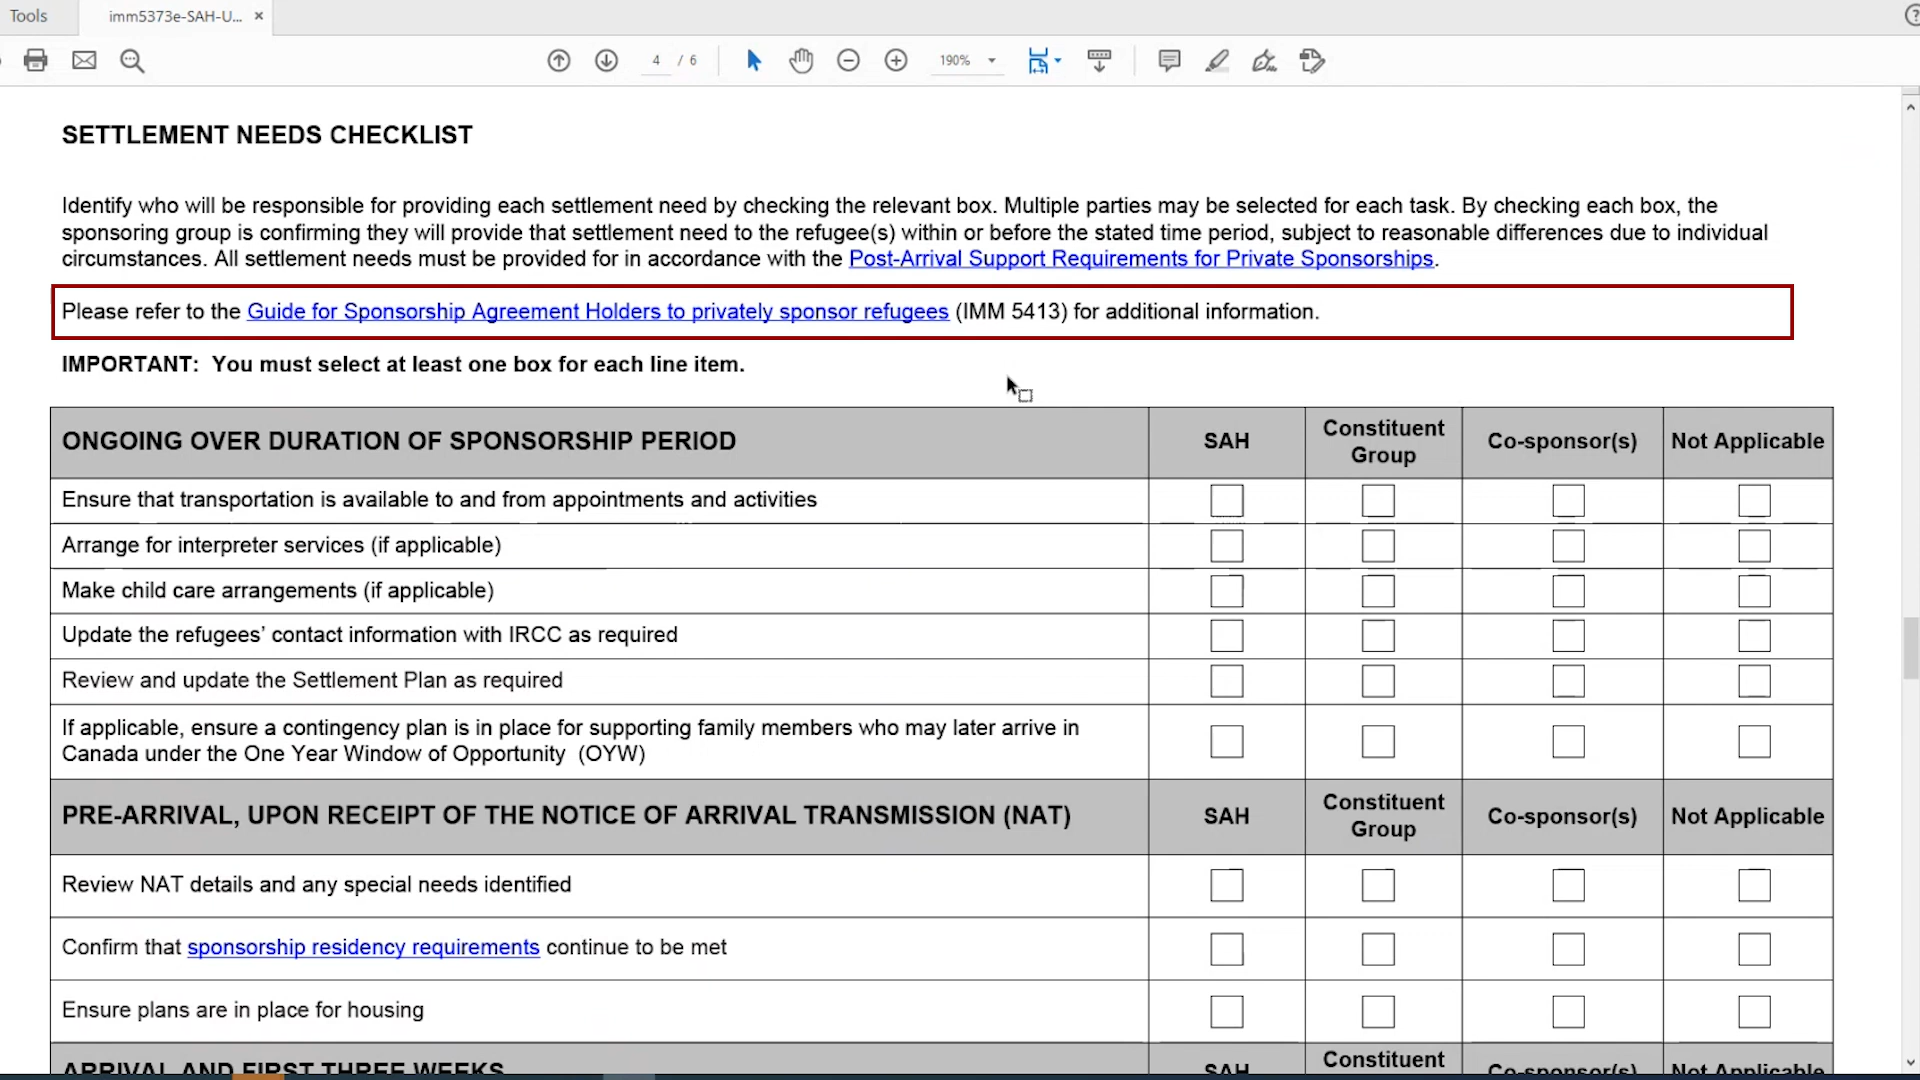 Tools
imm5373e-SAH-U... ×
4 / 6
190%
SETTLEMENT NEEDS CHECKLIST
Identify who will be responsible for providing each settlement need by checking the relevant box. Multiple parties may be selected for each task. By checking each box, the
sponsoring group is confirming they will provide that settlement need to the refugee(s) within or before the stated time period, subject to reasonable differences due to individual
circumstances. All settlement needs must be provided for in accordance with the Post-Arrival Support Requirements for Private Sponsorships.
Please refer to the Guide for Sponsorship Agreement Holders to privately sponsor refugees (IMM 5413) for additional information.
IMPORTANT: You must select at least one box for each line item.
ONGOING OVER DURATION OF SPONSORSHIP PERIOD SAH Constituent Group Co-sponsor(s) Not Applicable
Ensure that transportation is available to and from appointments and activities
Arrange for interpreter services (if applicable)
Make child care arrangements (if applicable)
Update the refugees’ contact information with IRCC as required
Review and update the Settlement Plan as required
If applicable, ensure a contingency plan is in place for supporting family members who may later arrive in
Canada under the One Year Window of Opportunity (OYW)
PRE-ARRIVAL, UPON RECEIPT OF THE NOTICE OF ARRIVAL TRANSMISSION (NAT) SAH Constituent Group Co-sponsor(s) Not Applicable
Review NAT details and any special needs identified
Confirm that sponsorship residency requirements continue to be met
Ensure plans are in place for housing
ARRIVAL AND FIRST THREE WEEKS SAH Constituent Co-sponsor(s) Not Applicable